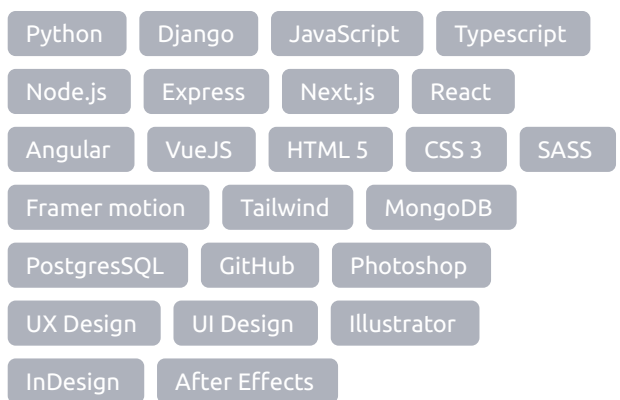 Python Django JavaScript Typescript
Node.js Express Next.js React
Angular VueJS HTML 5 CSS 3 SASS
Framer motion Tailwind MongoDB
PostgresSQL GitHub Photoshop
UX Design UI Design Illustrator
InDesign After Effects